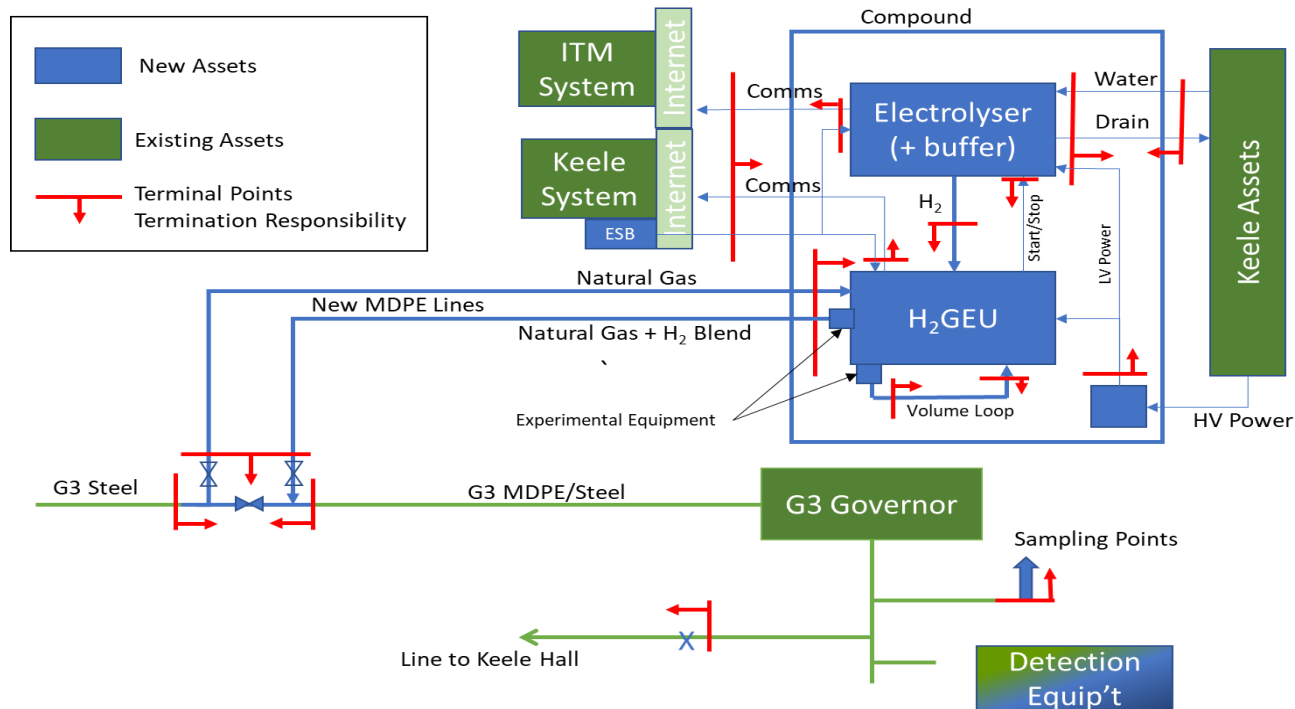 New Assets
Existing Assets
Terminal Points
Termination Responsibility
ITM
System
Internet
Keele
System
Internet
ESB
Comms
Comms
Compound
Electrolyser
(+ buffer)
Water
Drain
Keele Assets
H₂
Start/Stop
LV Power
H₂GEU
Natural Gas
New MDPE Lines
Natural Gas + H₂ Blend
`
Experimental Equipment
Volume Loop
HV Power
G3 Steel
G3 MDPE/Steel
G3 Governor
Sampling Points
X
Line to Keele Hall
Detection
Equip't